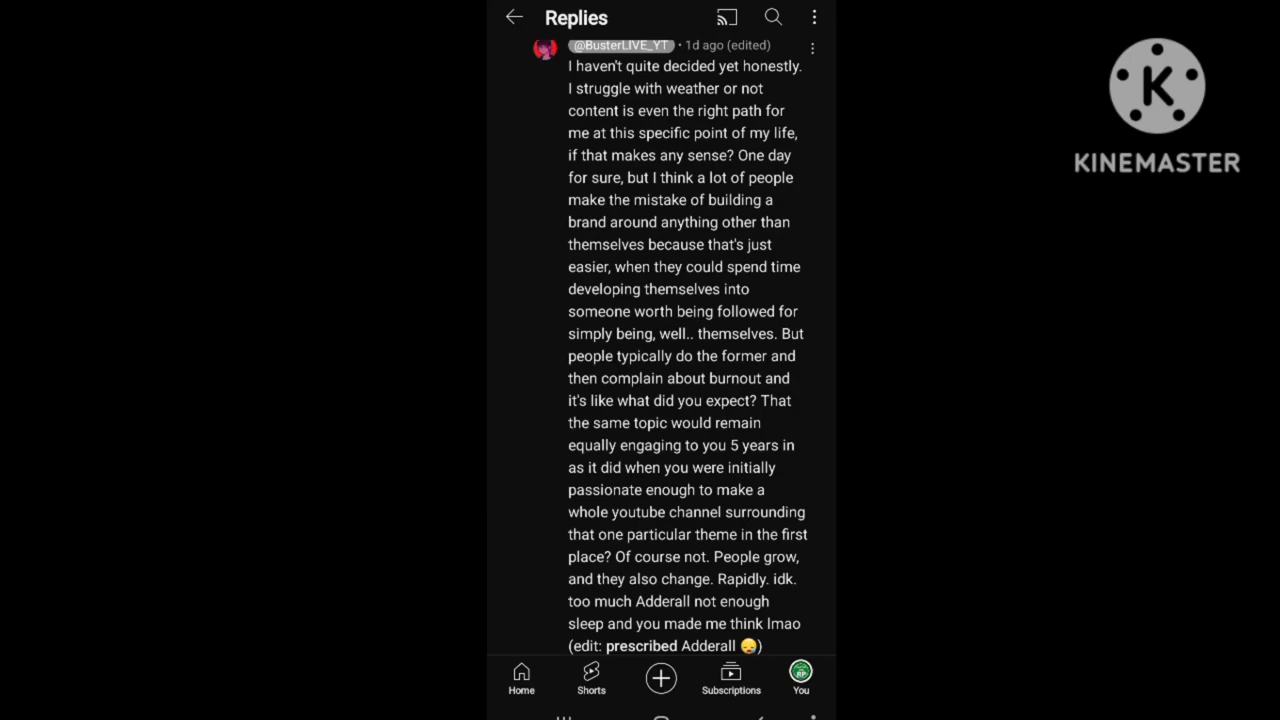 Replies
@BusterLIVE_YT · 1d ago (edited)
I haven't quite decided yet honestly.
I struggle with weather or not
content is even the right path for
me at this specific point of my life,
if that makes any sense? One day
for sure, but I think a lot of people
make the mistake of building a
brand around anything other than
themselves because that's just
easier, when they could spend time
developing themselves into
someone worth being followed for
simply being, well.. themselves. But
people typically do the former and
then complain about burnout and
it's like what did you expect? That
the same topic would remain
equally engaging to you 5 years in
as it did when you were initially
passionate enough to make a
whole youtube channel surrounding
that one particular theme in the first
place? Of course not. People grow,
and they also change. Rapidly. idk.
too much Adderall not enough
sleep and you made me think lmao
(edit: prescribed Adderall 😪)
Home Shorts Subscriptions You
RP
K
KINEMASTER